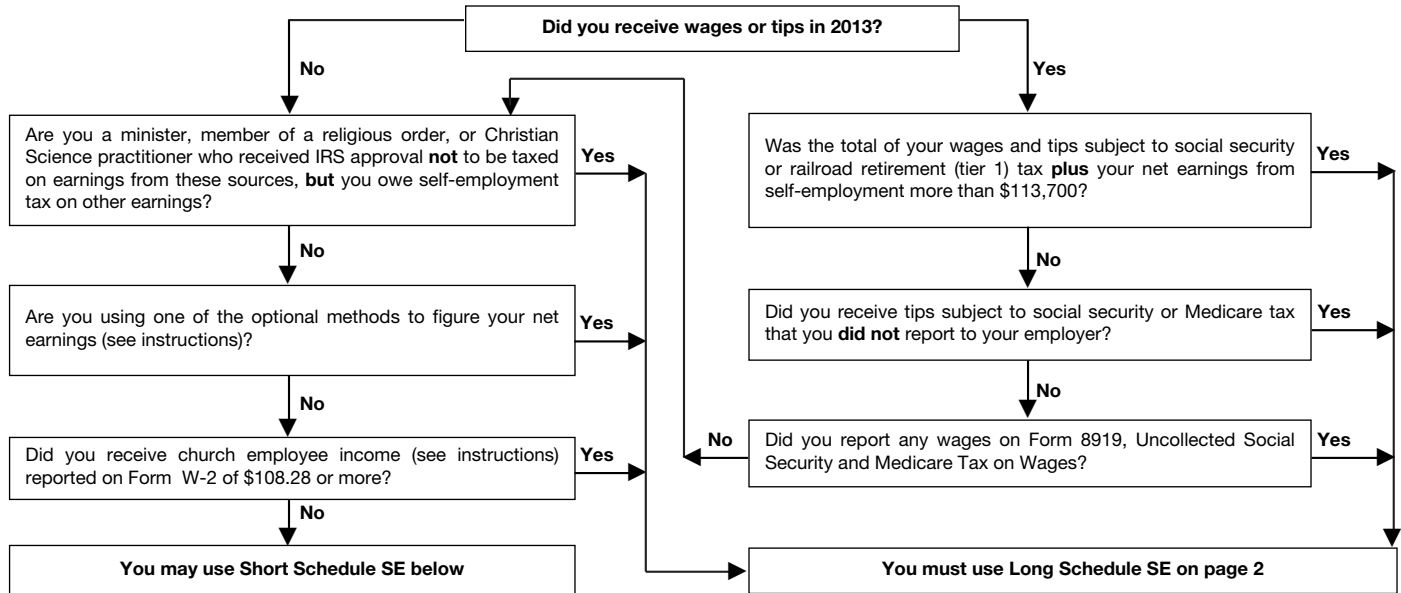 Did you receive wages or tips in 2013?
No
Yes
Are you a minister, member of a religious order, or Christian
Science practitioner who received IRS approval not to be taxed
on earnings from these sources, but you owe self-employment
tax on other earnings?
Yes
Was the total of your wages and tips subject to social security
or railroad retirement (tier 1) tax plus your net earnings from
self-employment more than $113,700?
Yes
No
No
Are you using one of the optional methods to figure your net
earnings (see instructions)?
Yes
Did you receive tips subject to social security or Medicare tax
that you did not report to your employer?
Yes
No
No
Did you receive church employee income (see instructions)
reported on Form W-2 of $108.28 or more?
Yes
No
Did you report any wages on Form 8919, Uncollected Social
Security and Medicare Tax on Wages?
Yes
No
You may use Short Schedule SE below
You must use Long Schedule SE on page 2